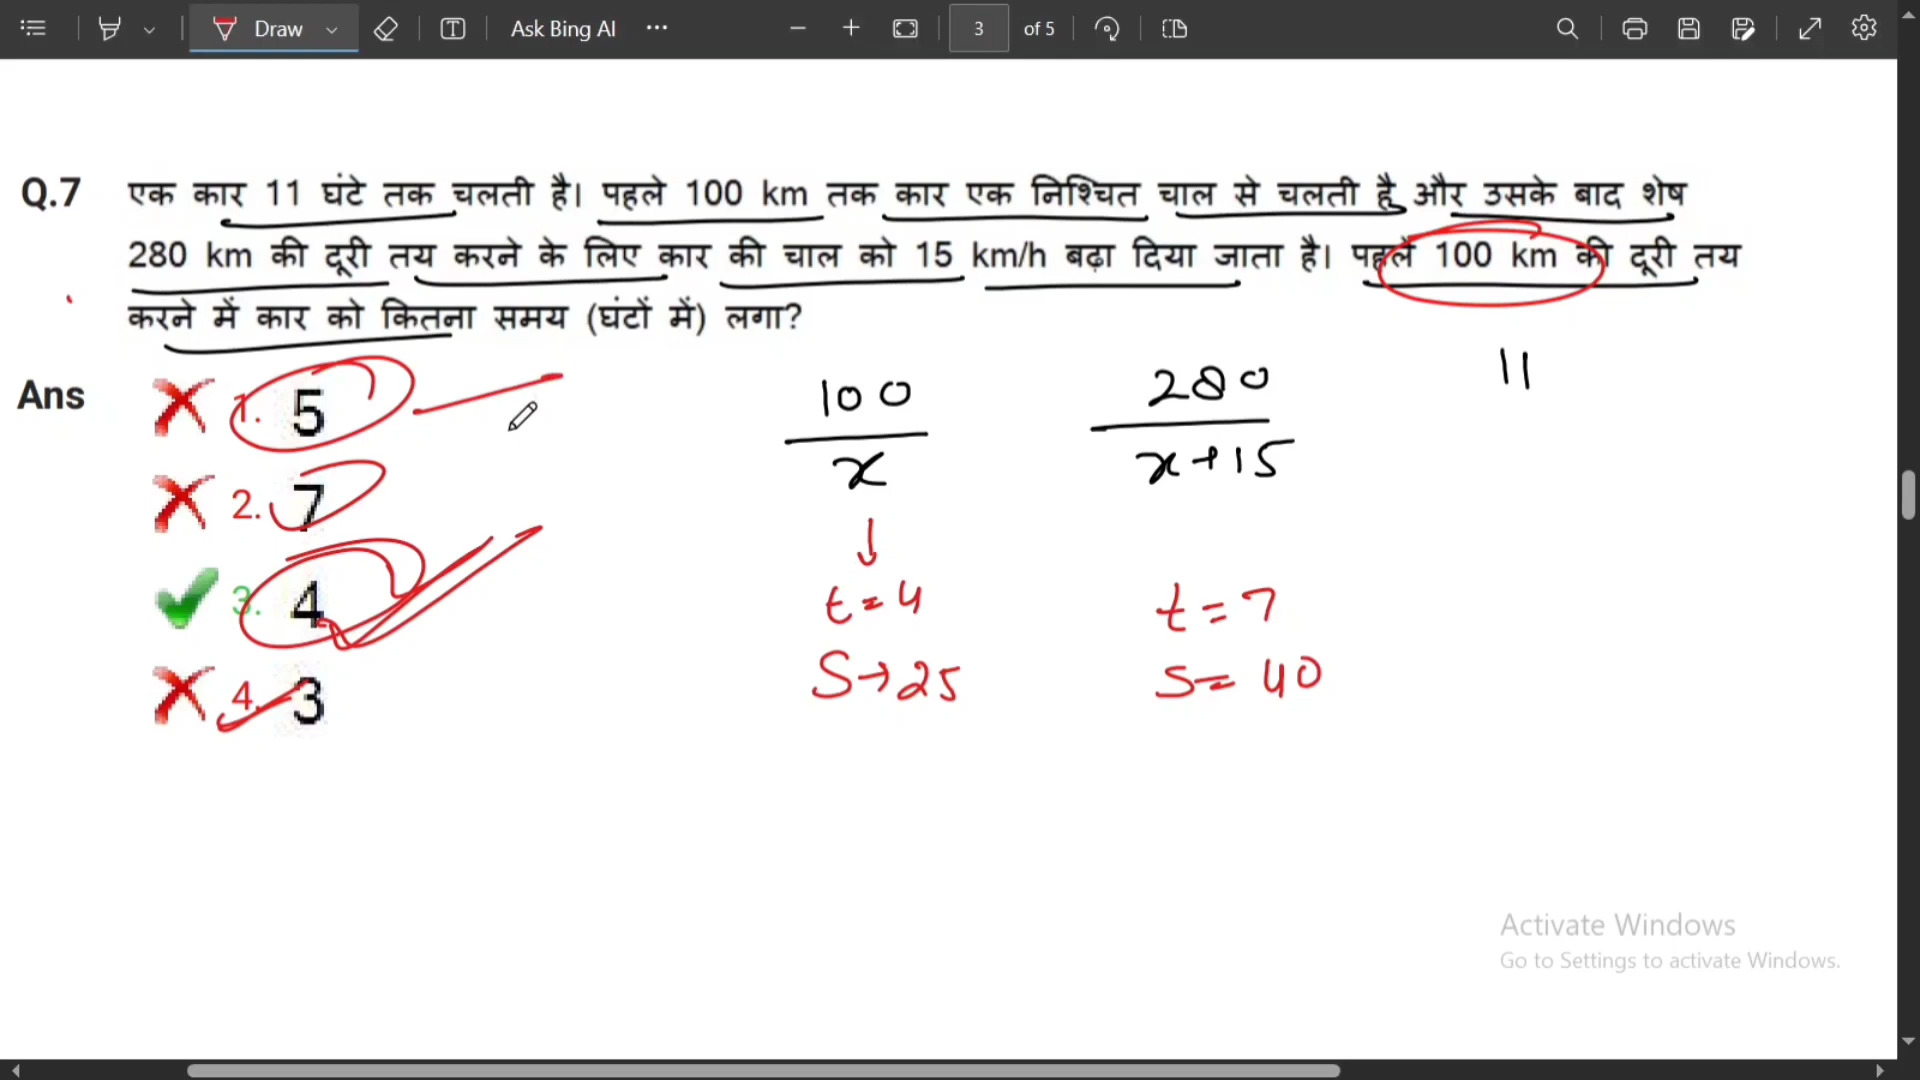 Draw
Ask Bing AI
3 of 5
Q.7 एक कार 11 घंटे तक चलती है। पहले 100 km तक कार एक निश्चित चाल से चलती है और उसके बाद शेष
280 km की दूरी तय करने के लिए कार की चाल को 15 km/h बढ़ा दिया जाता है। पहले 100 km की दूरी तय
करने में कार को कितना समय (घंटों में) लगा?
Ans
1. 5
2. 7
3. 4
4. 3
100
x
280
x+15
11
t=4
t=7
S→25
S=40
Activate Windows
Go to Settings to activate Windows.